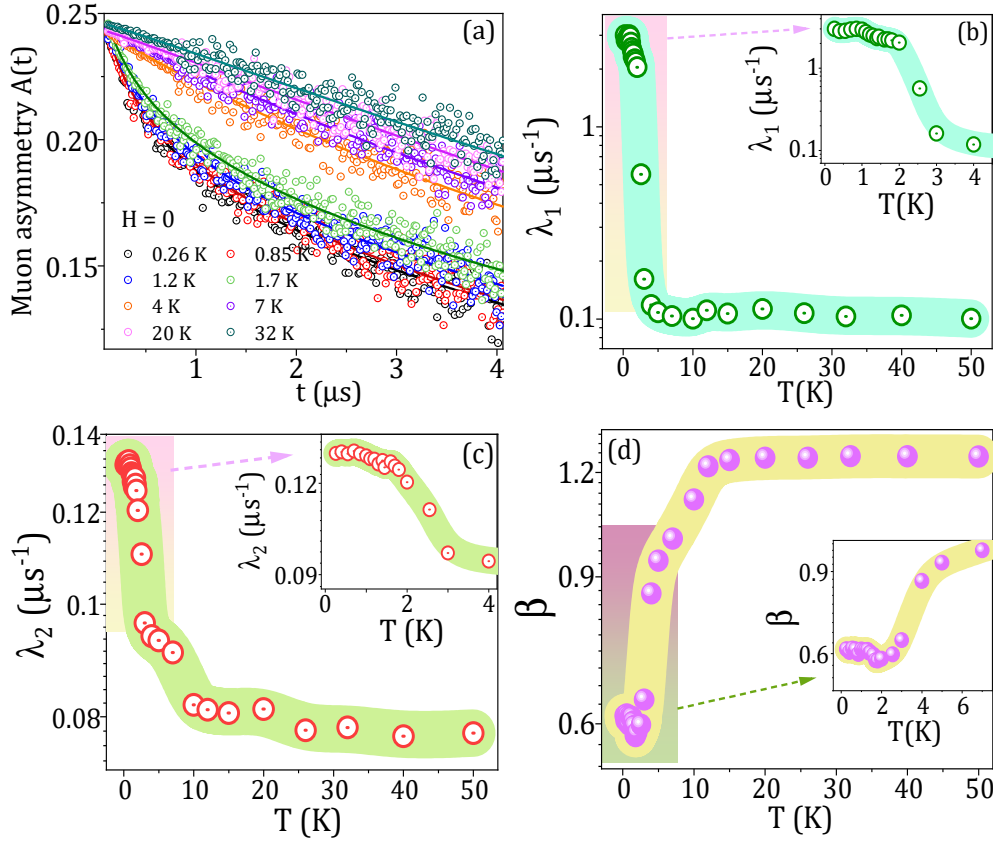 (a)
Muon asymmetry A(t)
0.25
0.20
0.15
H = 0
0.26 K
0.85 K
1.2 K
1.7 K
4 K
7 K
20 K
32 K
1 2 3 4
t (μs)
(b)
λ₁ (μs⁻¹)
1
0.1
0 10 20 30 40 50
T(K)
λ₁ (μs⁻¹)
1
0.1
0 1 2 3 4
T(K)
(c)
λ₂ (μs⁻¹)
0.14
0.12
0.1
0.08
0 10 20 30 40 50
T (K)
λ₂ (μs⁻¹)
0.12
0.09
0 1 2 3 4
T (K)
(d)
β
1.2
0.9
0.6
0 10 20 30 40 50
T (K)
β
0.9
0.6
0 2 4 6
T(K)